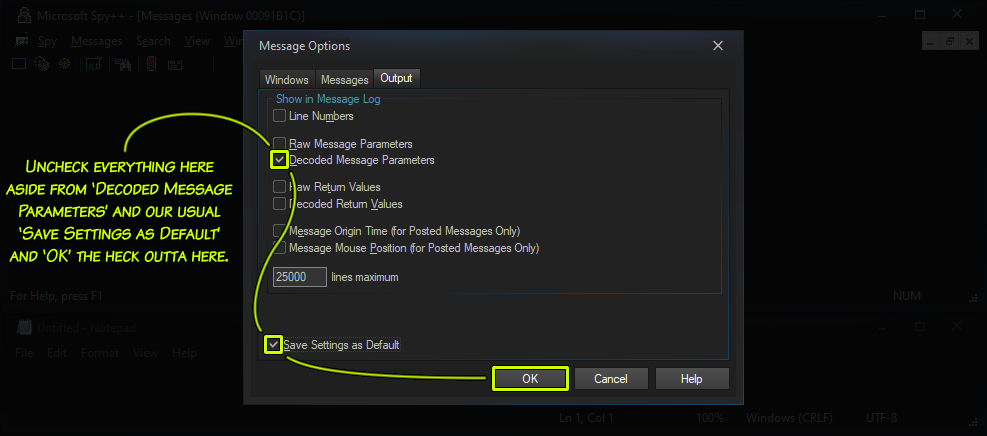 Microsoft Spy++ - [Messages (Window 00091B1C)]
Spy Messages Search View Win
Message Options
Windows Messages Output
Show in Message Log
Line Numbers
Raw Message Parameters
Decoded Message Parameters
Raw Return Values
Decoded Return Values
Message Origin Time (for Posted Messages Only)
Message Mouse Position (for Posted Messages Only)
25000 lines maximum
Save Settings as Default
OK Cancel Help
Uncheck everything here
aside from 'Decoded Message
Parameters' and our usual
'Save Settings as Default'
and 'OK' the heck outta here.
For Help, press F1
NUM
Untitled - Notepad
File Edit Format View Help
Ln 1, Col 1 100% Windows (CRLF) UTF-8